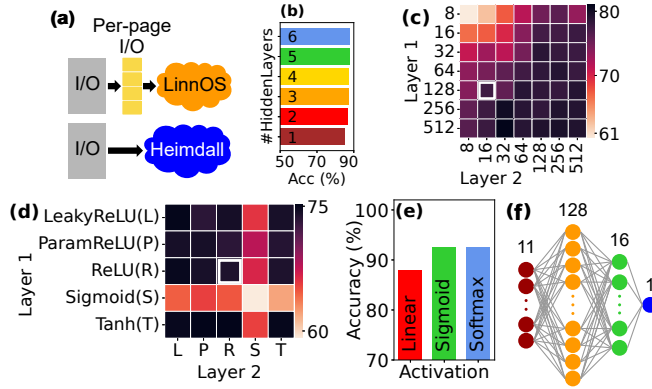 (a)
Per-page
I/O
I/O
LinnOS
I/O
Heimdall
(b)
#HiddenLayers
6
5
4
3
2
1
50 70 90
Acc (%)
(c)
Layer 1
8
16
32
64
128
256
512
8 16 32 64 128 256 512
Layer 2
80
70
61
(d)
Layer 1
LeakyReLU(L)
ParamReLU(P)
ReLU(R)
Sigmoid(S)
Tanh(T)
L P R S T
Layer 2
75
60
(e)
Accuracy (%)
100
90
80
70
Linear
Sigmoid
Softmax
Activation
(f)
128
11
16
1